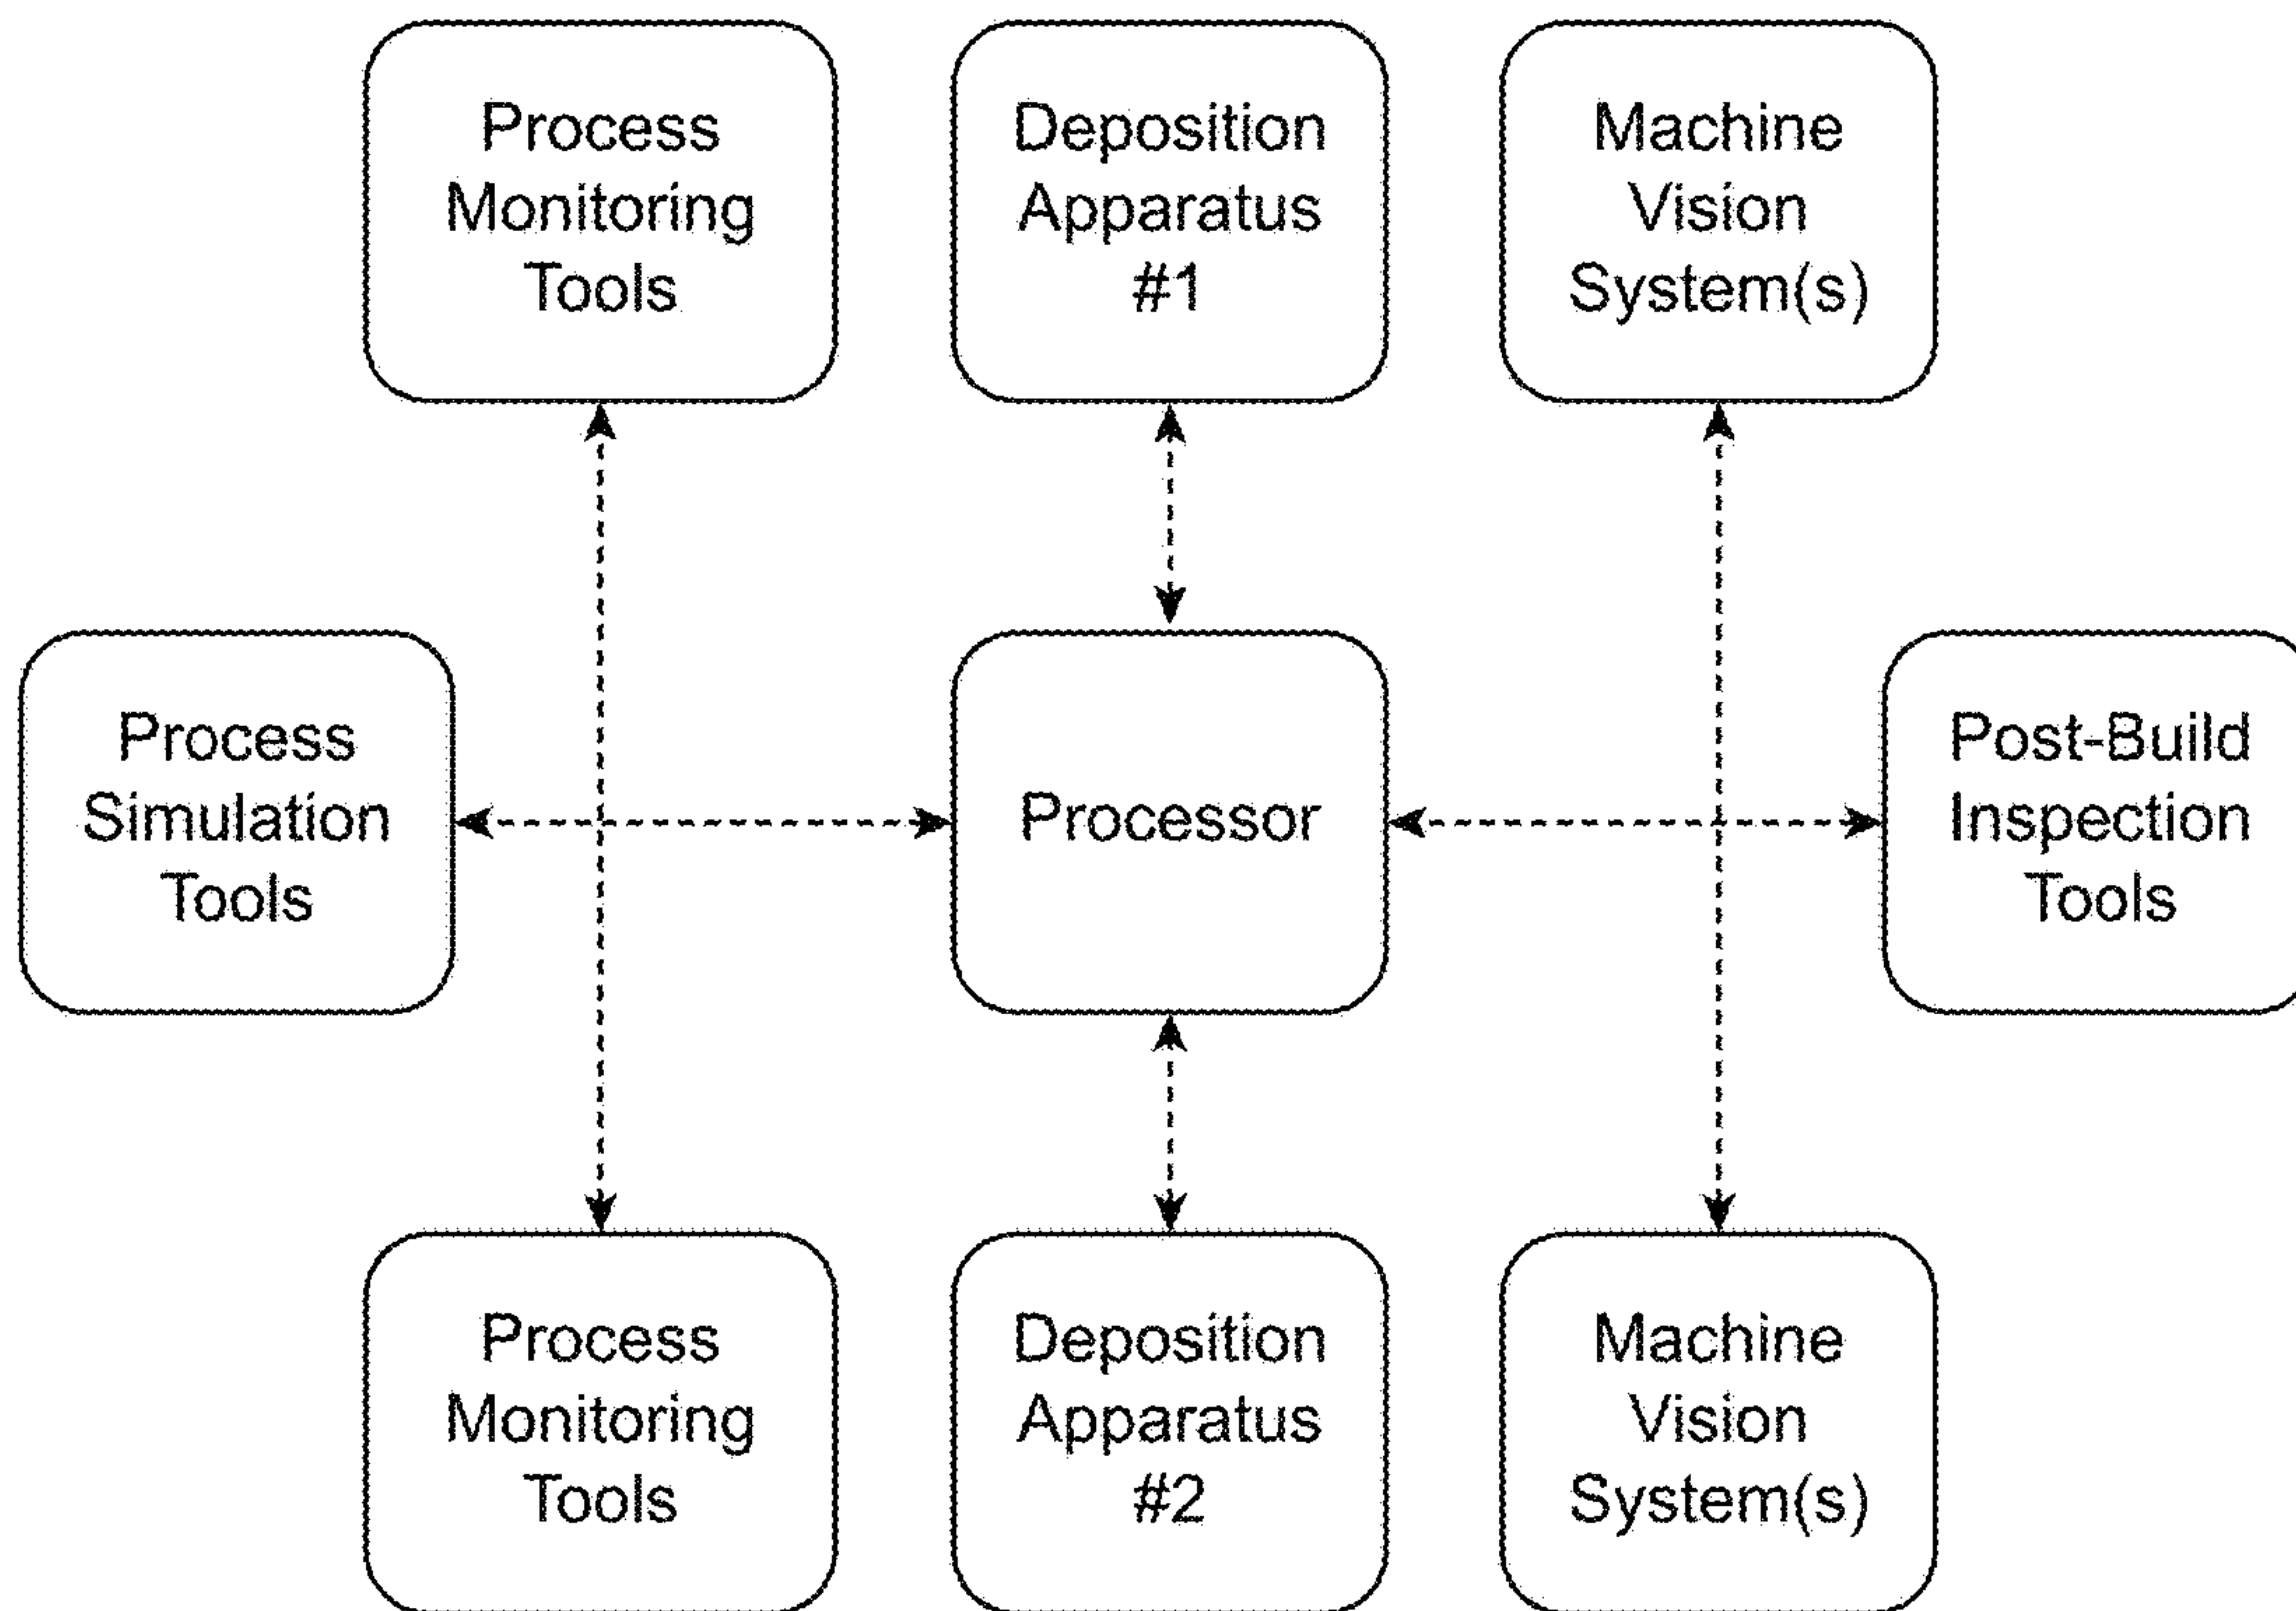 Process
Monitoring
Tools
Deposition
Apparatus
#1
Machine
Vision
System(s)
Process
Simulation
Tools
Processor
Post-Build
Inspection
Tools
Process
Monitoring
Tools
Deposition
Apparatus
#2
Machine
Vision
System(s)